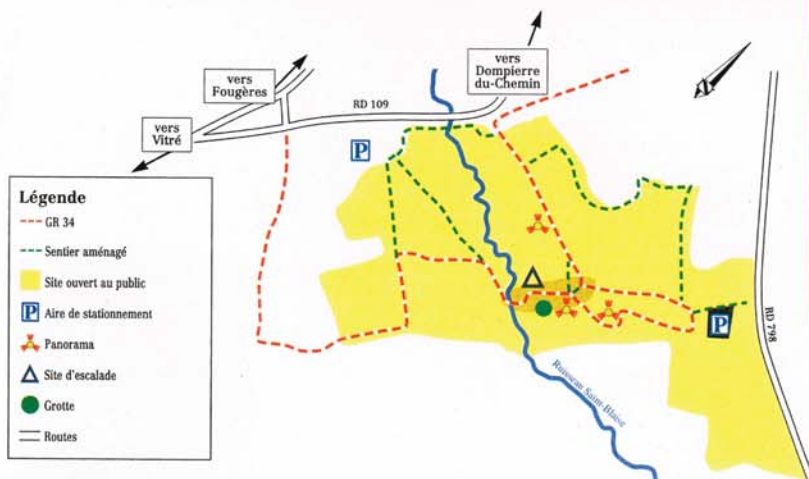 vers
Dompierre
du-Chemin
vers
Fougères
RD 109
vers
Vitré
P
Légende
GR 34
Sentier aménagé
Site ouvert au public
P Aire de stationnement
Panorama
Site d'escalade
Grotte
Routes
P
RD 798
Ruisseau Saint-Blaise
N